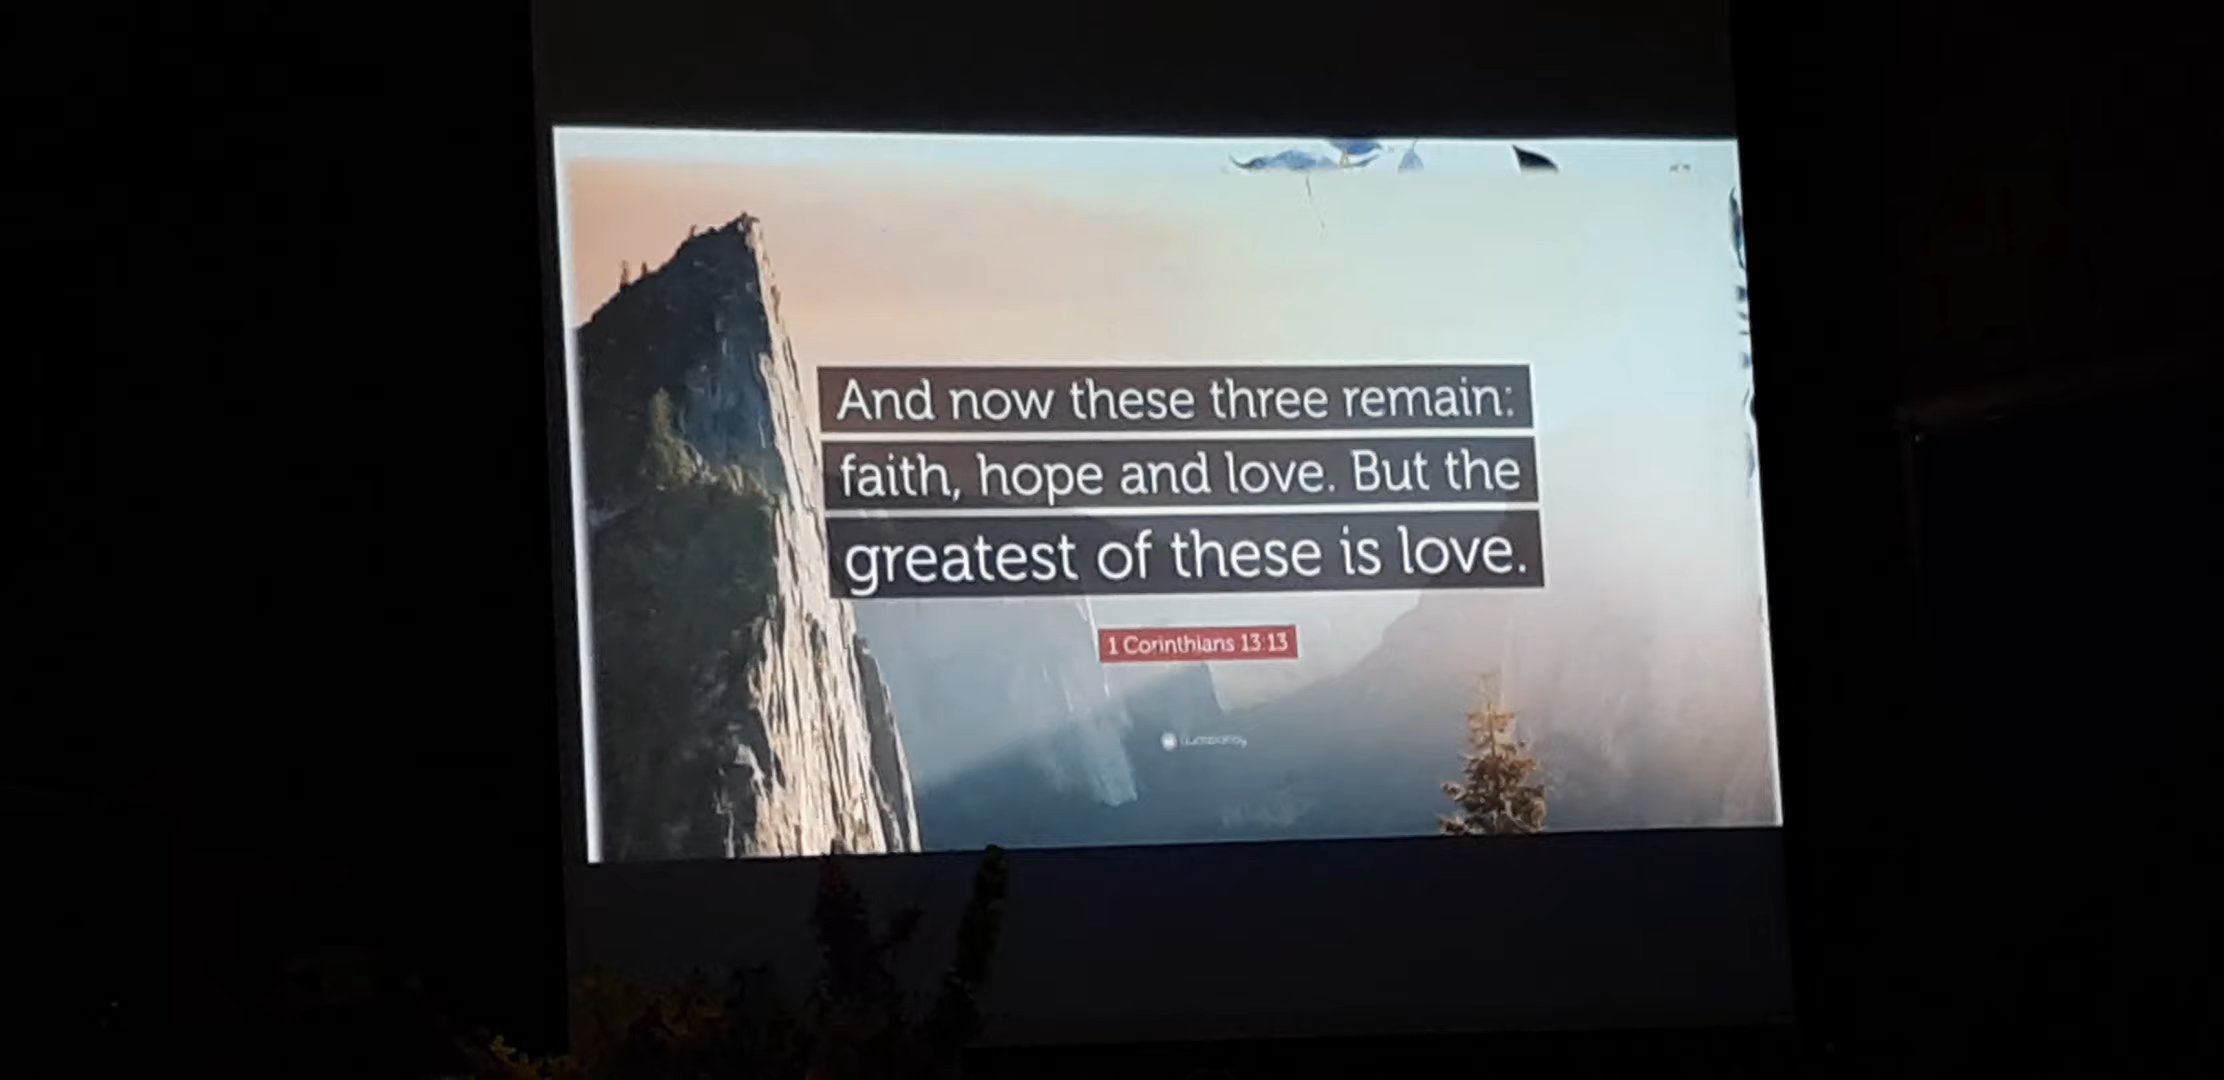 And now these three remain:
faith, hope and love. But the
greatest of these is love.
1 Corinthians 13:13